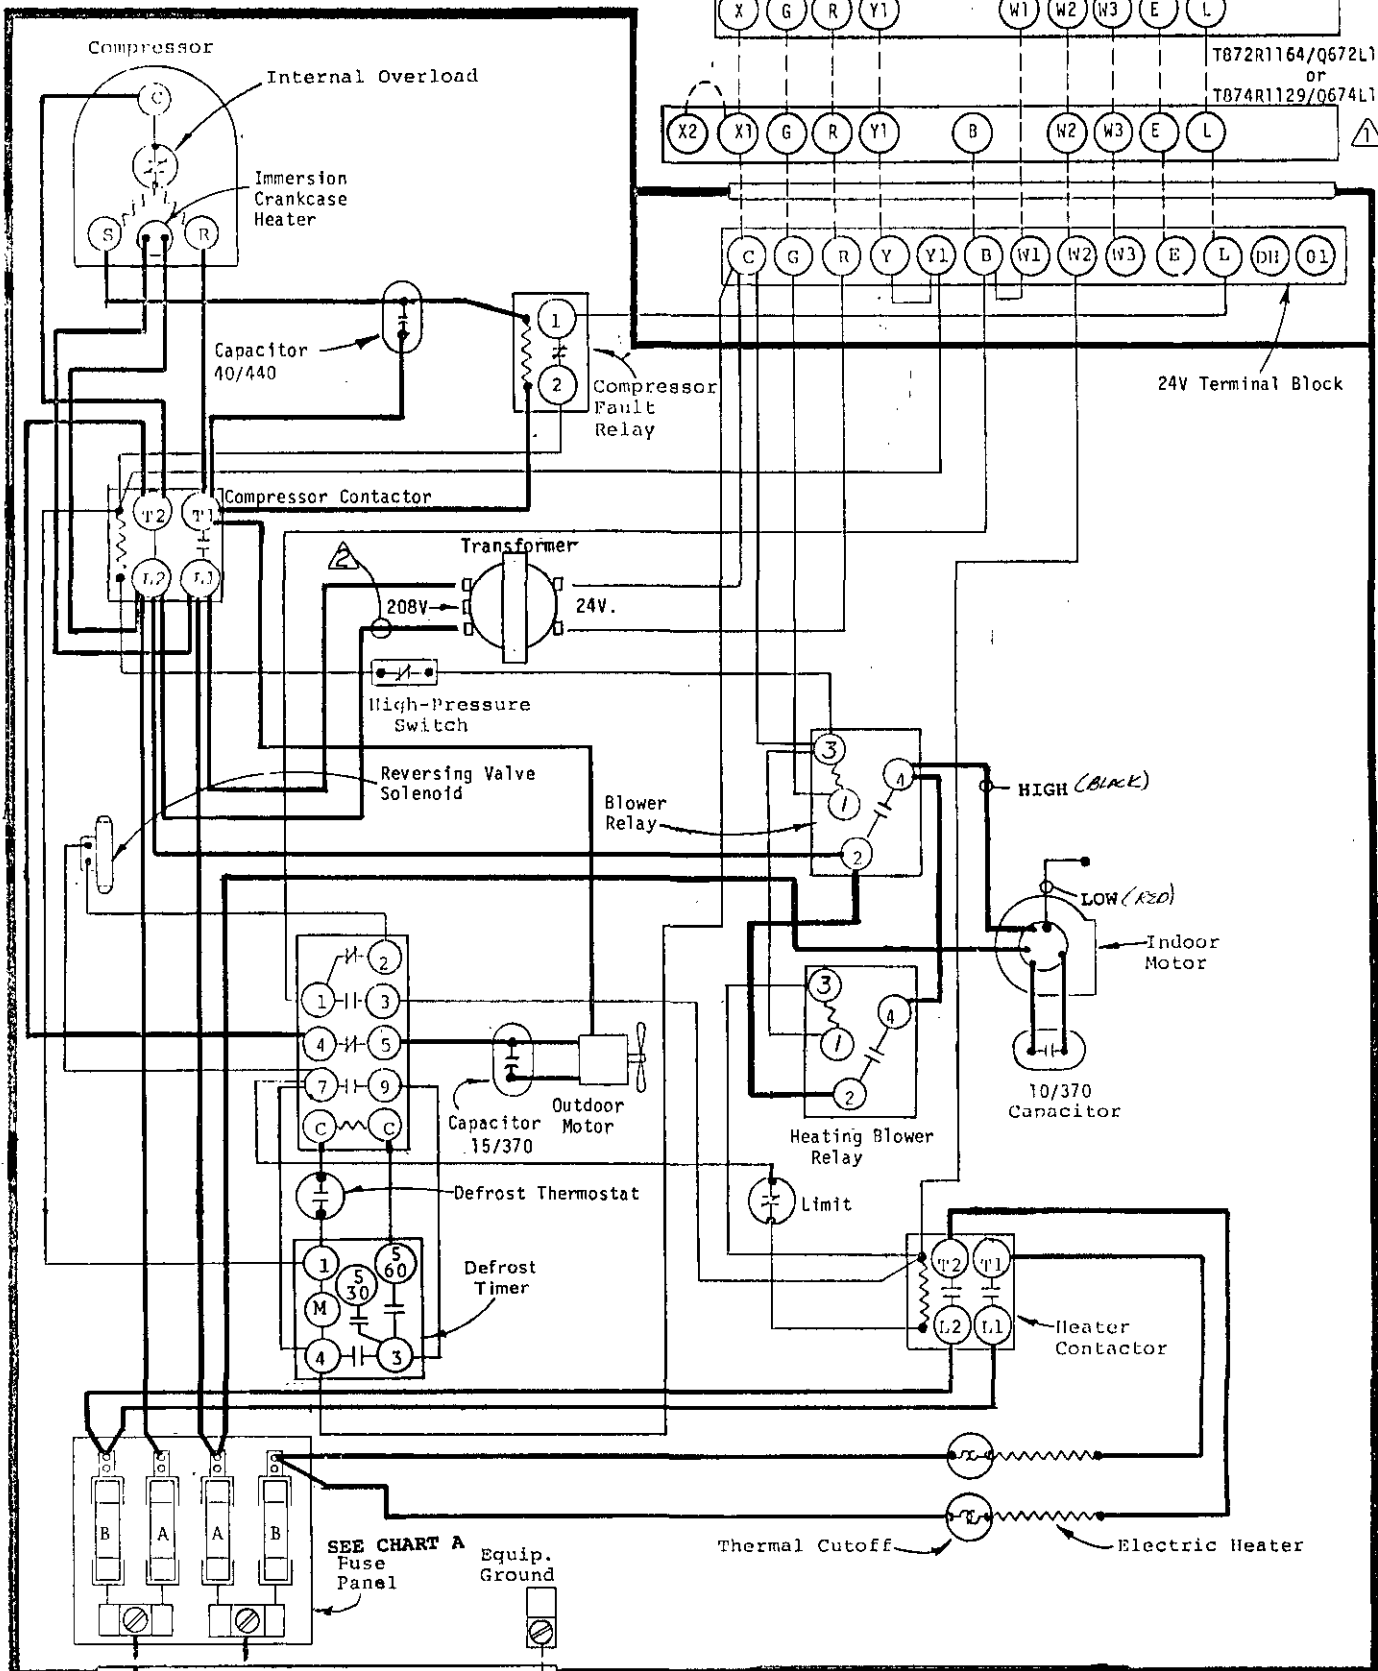 X G R Y1 W1 W2 W3 E L
T872R1164/Q672L1
or
T874R1129/Q674L1
X2 X1 G R Y1 B W2 W3 E L
1
C G R Y Y1 B W1 W2 W3 E L DH O1
24V Terminal Block
Compressor
Internal Overload
C
Immersion
Crankcase
Heater
S R
Capacitor
40/440
1
2
Compressor
Fault
Relay
Compressor Contactor
T2 T1
L2 L1
2
Transformer
208V
24V.
High-Pressure
Switch
Reversing Valve
Solenoid
Blower
Relay
3
4
1
2
HIGH (BLACK)
LOW (RED)
Indoor
Motor
10/370
Capacitor
3
4
1
2
Heating Blower
Relay
2
1 3
4 5
7 9
C C
Capacitor
15/370
Outdoor
Motor
Defrost Thermostat
Limit
1
5
30
5
60
M
4 3
Defrost
Timer
T2 T1
L2 L1
Heater
Contactor
B A A B
SEE CHART A
Fuse
Panel
Equip.
Ground
Thermal Cutoff
Electric Heater